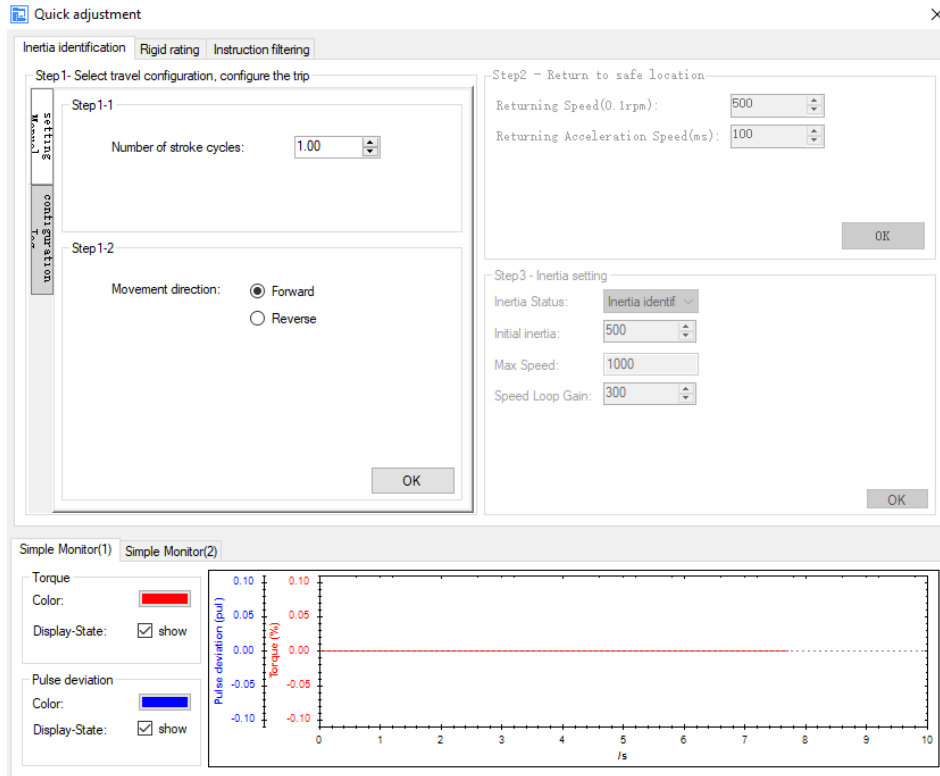 Quick adjustment
Inertia identification Rigid rating Instruction filtering
Step1- Select travel configuration, configure the trip
setting
Step1-1
Number of stroke cycles: 1.00
configuration
Step1-2
Movement direction: Forward
Reverse
OK
Step2 - Return to safe location
Returning Speed(0.1rpm): 500
Returning Acceleration Speed(ms): 100
OK
Step3 - Inertia setting
Inertia Status: Inertia identif
Initial inertia: 500
Max Speed: 1000
Speed Loop Gain: 300
OK
Simple Monitor(1) Simple Monitor(2)
Torque
Color:
Display-State: show
Pulse deviation
Color:
Display-State: show
Pulse deviation (pul)
0.10
0.05
0.00
-0.05
-0.10
Torque (%)
0.10
0.05
0.00
-0.05
-0.10
0 1 2 3 4 5 6 7 8 9 10
/s